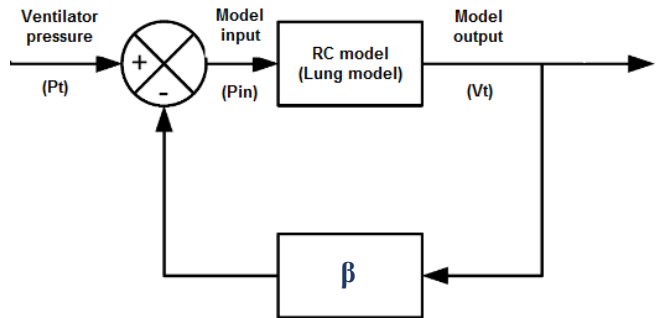 Ventilator
pressure
(Pt)
+
-
Model
input
(Pin)
RC model
(Lung model)
Model
output
(Vt)
β